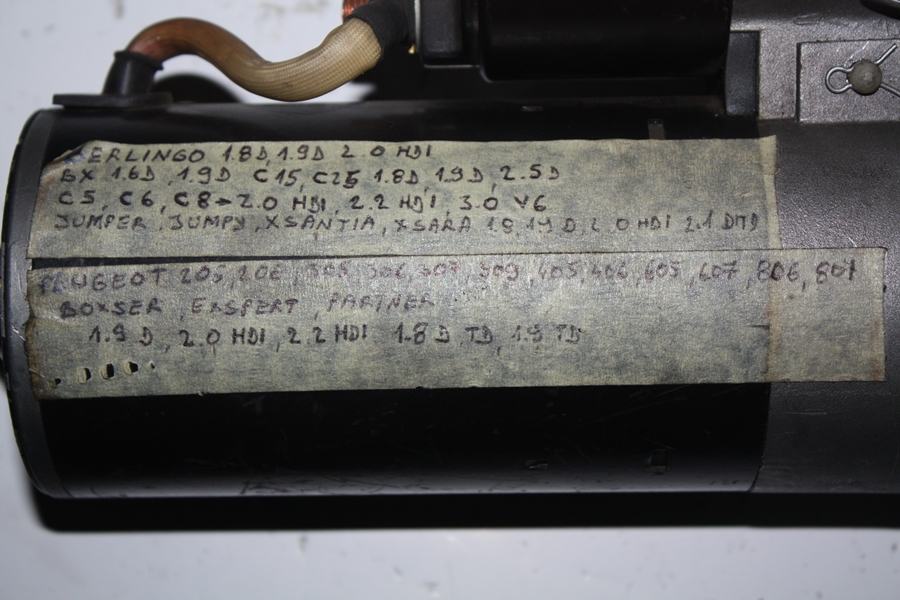 BERLINGO 1.8D, 1.9D 2.0 HDI
BX 1.6D, 1.9D C15, C25 1.8D, 1.9D, 2.5D
C5, C6, C8→2.0 HDI, 2.2 HDI, 3.0 V6
JUMPER, JUMPY, XSANTIA, XSARA 1.8, 1.9 D, 2.0 HDI 2.1 DTD
PEUGEOT 205, 206, 305, 306, 307, 309, 405, 406, 605, 607, 806, 807
BOXSER, EXSPERT, PARTNER
1.9 D, 2.0 HDI, 2.2 HDI 1.8 D TD, 1.9 TD